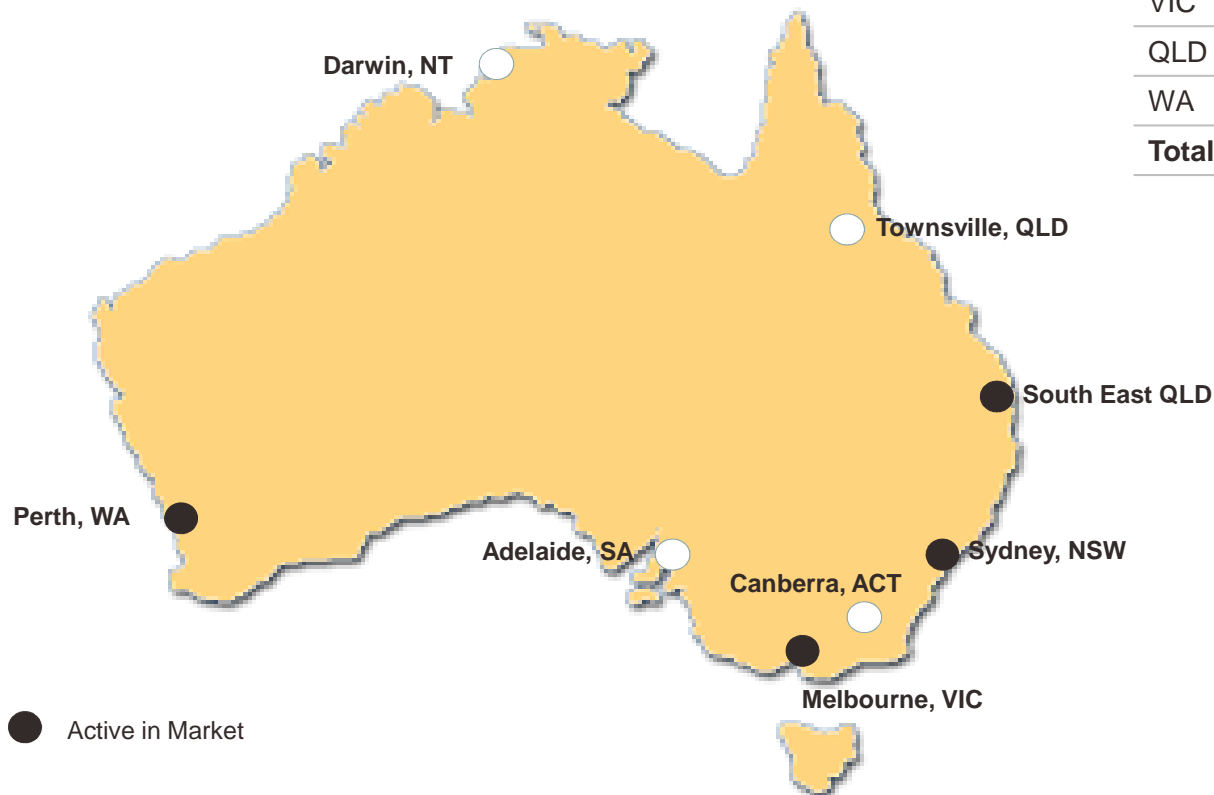 VIC
QLD
WA
Total
Darwin, NT
Townsville, QLD
South East QLD
Perth, WA
Adelaide, SA
Sydney, NSW
Canberra, ACT
Melbourne, VIC
Active in Market